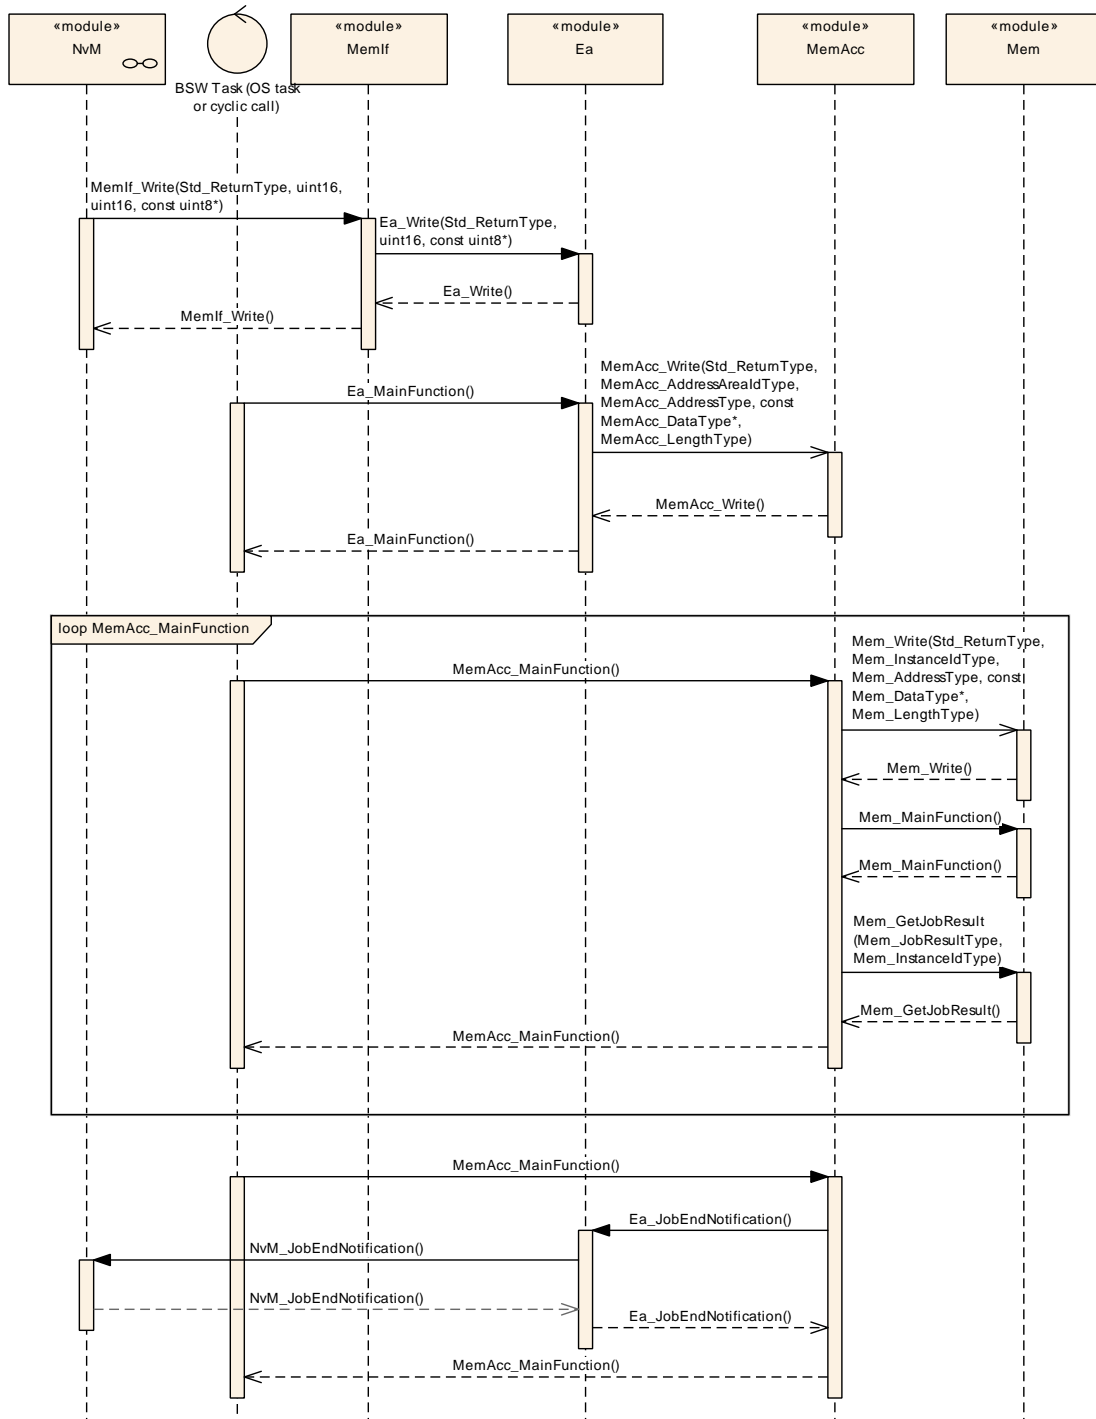 «module»
NvM
BSW Task (OS task
or cyclic call)
«module»
MemIf
«module»
Ea
«module»
MemAcc
«module»
Mem
MemIf_Write(Std_ReturnType, uint16,
uint16, const uint8*)
Ea_Write(Std_ReturnType,
uint16, const uint8*)
Ea_Write()
MemIf_Write()
Ea_MainFunction()
MemAcc_Write(Std_ReturnType,
MemAcc_AddressAreaIdType,
MemAcc_AddressType, const
MemAcc_DataType*,
MemAcc_LengthType)
MemAcc_Write()
Ea_MainFunction()
loop MemAcc_MainFunction
MemAcc_MainFunction()
Mem_Write(Std_ReturnType,
Mem_InstanceIdType,
Mem_AddressType, const
Mem_DataType*,
Mem_LengthType)
Mem_Write()
Mem_MainFunction()
Mem_MainFunction()
Mem_GetJobResult
(Mem_JobResultType,
Mem_InstanceIdType)
Mem_GetJobResult()
MemAcc_MainFunction()
MemAcc_MainFunction()
Ea_JobEndNotification()
NvM_JobEndNotification()
NvM_JobEndNotification()
Ea_JobEndNotification()
MemAcc_MainFunction()